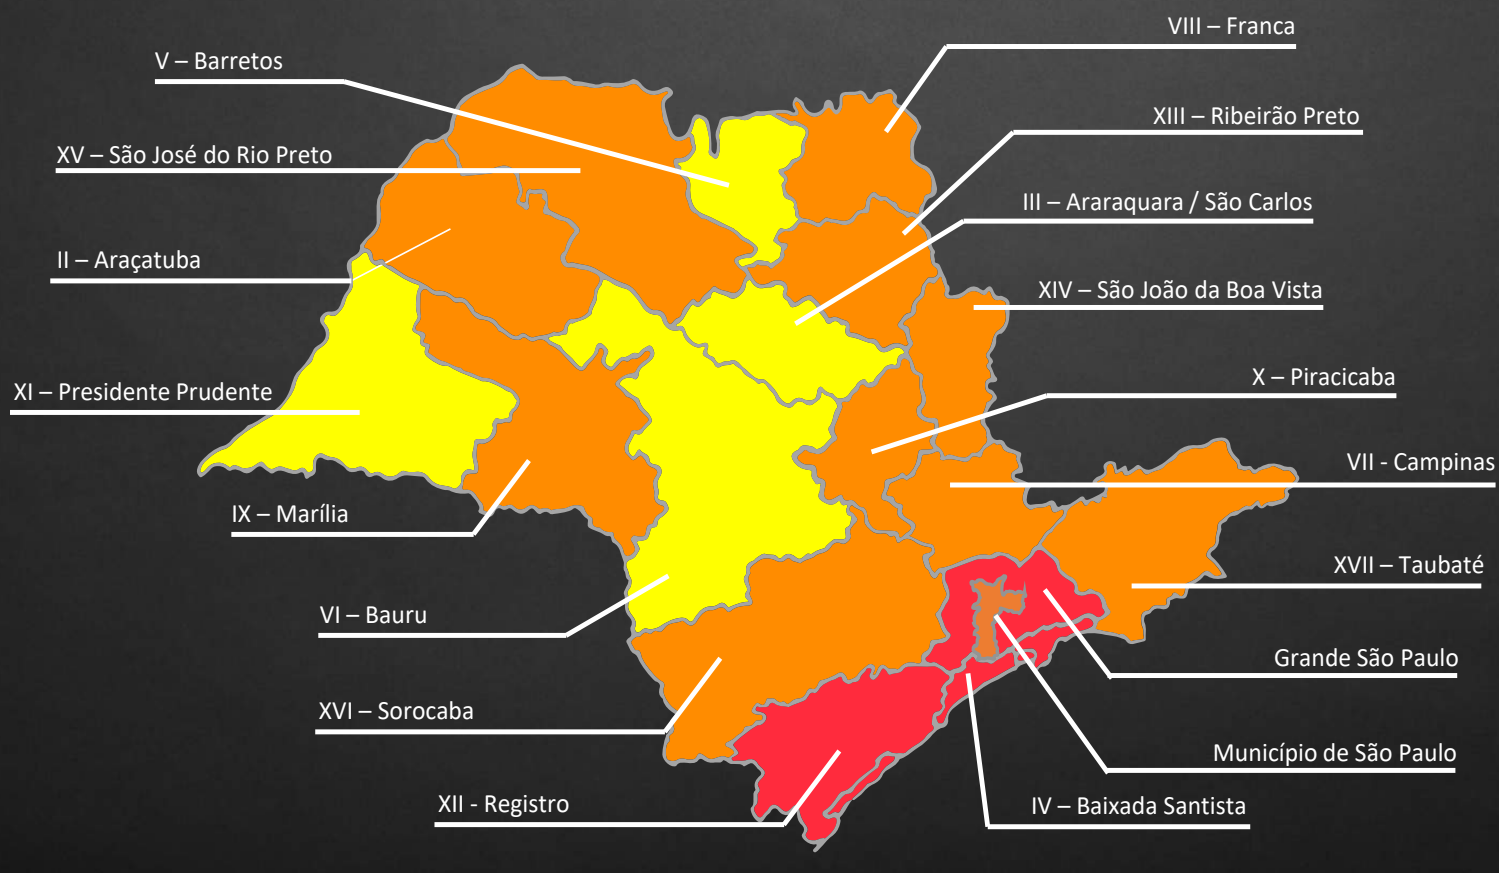 VIII – Franca
V – Barretos
XIII – Ribeirão Preto
XV – São José do Rio Preto
III – Araraquara / São Carlos
II – Araçatuba
XIV – São João da Boa Vista
XI – Presidente Prudente
X – Piracicaba
VII - Campinas
IX – Marília
XVII – Taubaté
VI – Bauru
Grande São Paulo
XVI – Sorocaba
Município de São Paulo
XII - Registro
IV – Baixada Santista